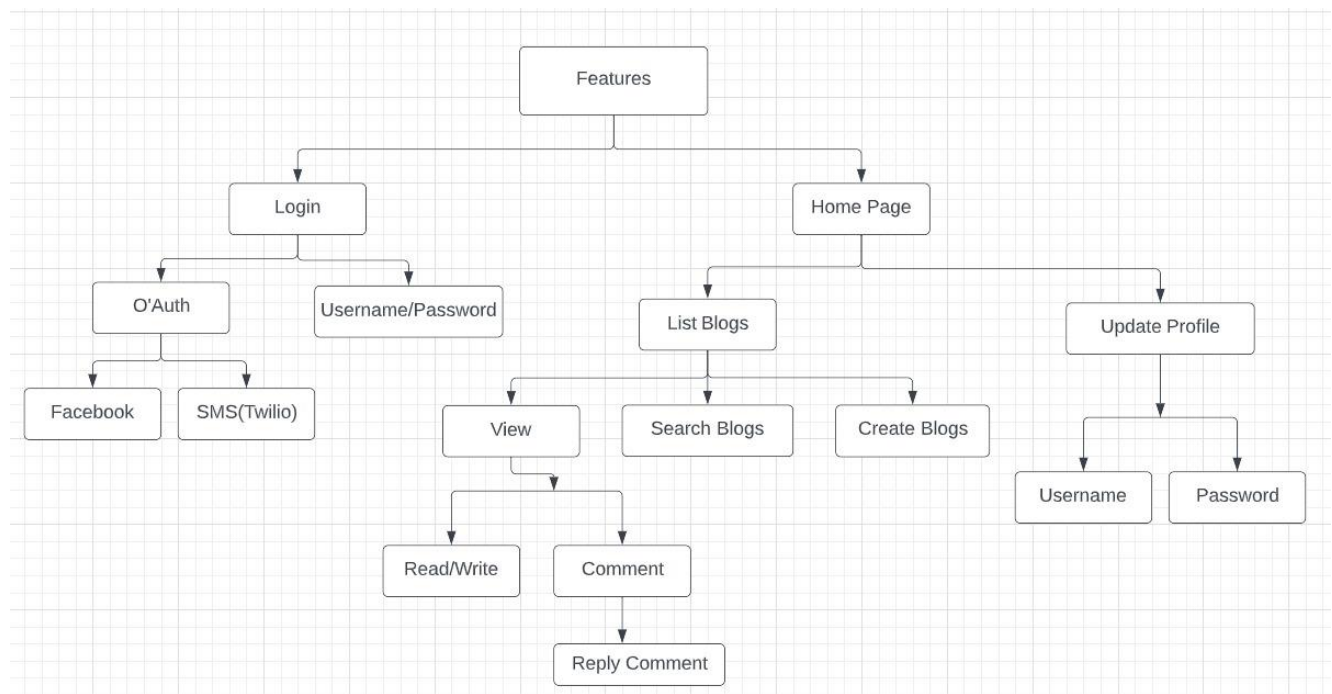 Features
Login
Home Page
O'Auth
Username/Password
List Blogs
Update Profile
Facebook
SMS(Twilio)
View
Search Blogs
Create Blogs
Username
Password
Read/Write
Comment
Reply Comment